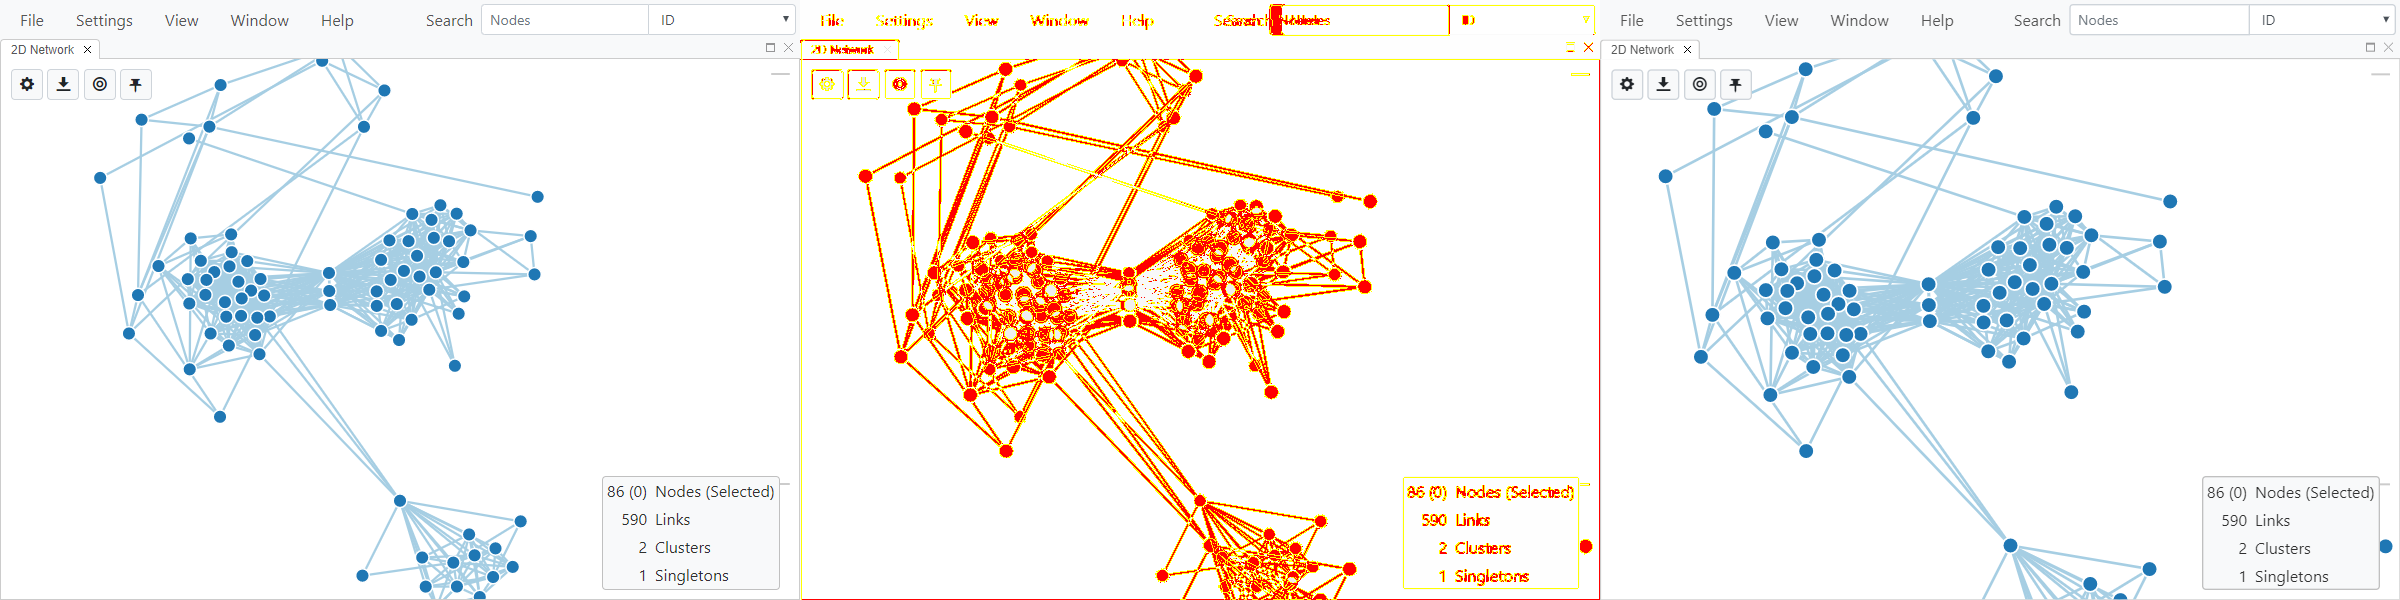 File Settings View Window Help Search Nodes ID
2D Network
86 (0) Nodes (Selected)
590 Links
2 Clusters
1 Singletons
File Settings View Window Help Search Nodes ID
2D Network
86 (0) Nodes (Selected)
590 Links
2 Clusters
1 Singletons
File Settings View Window Help Search Nodes ID
2D Network
86 (0) Nodes (Selected)
590 Links
2 Clusters
1 Singletons